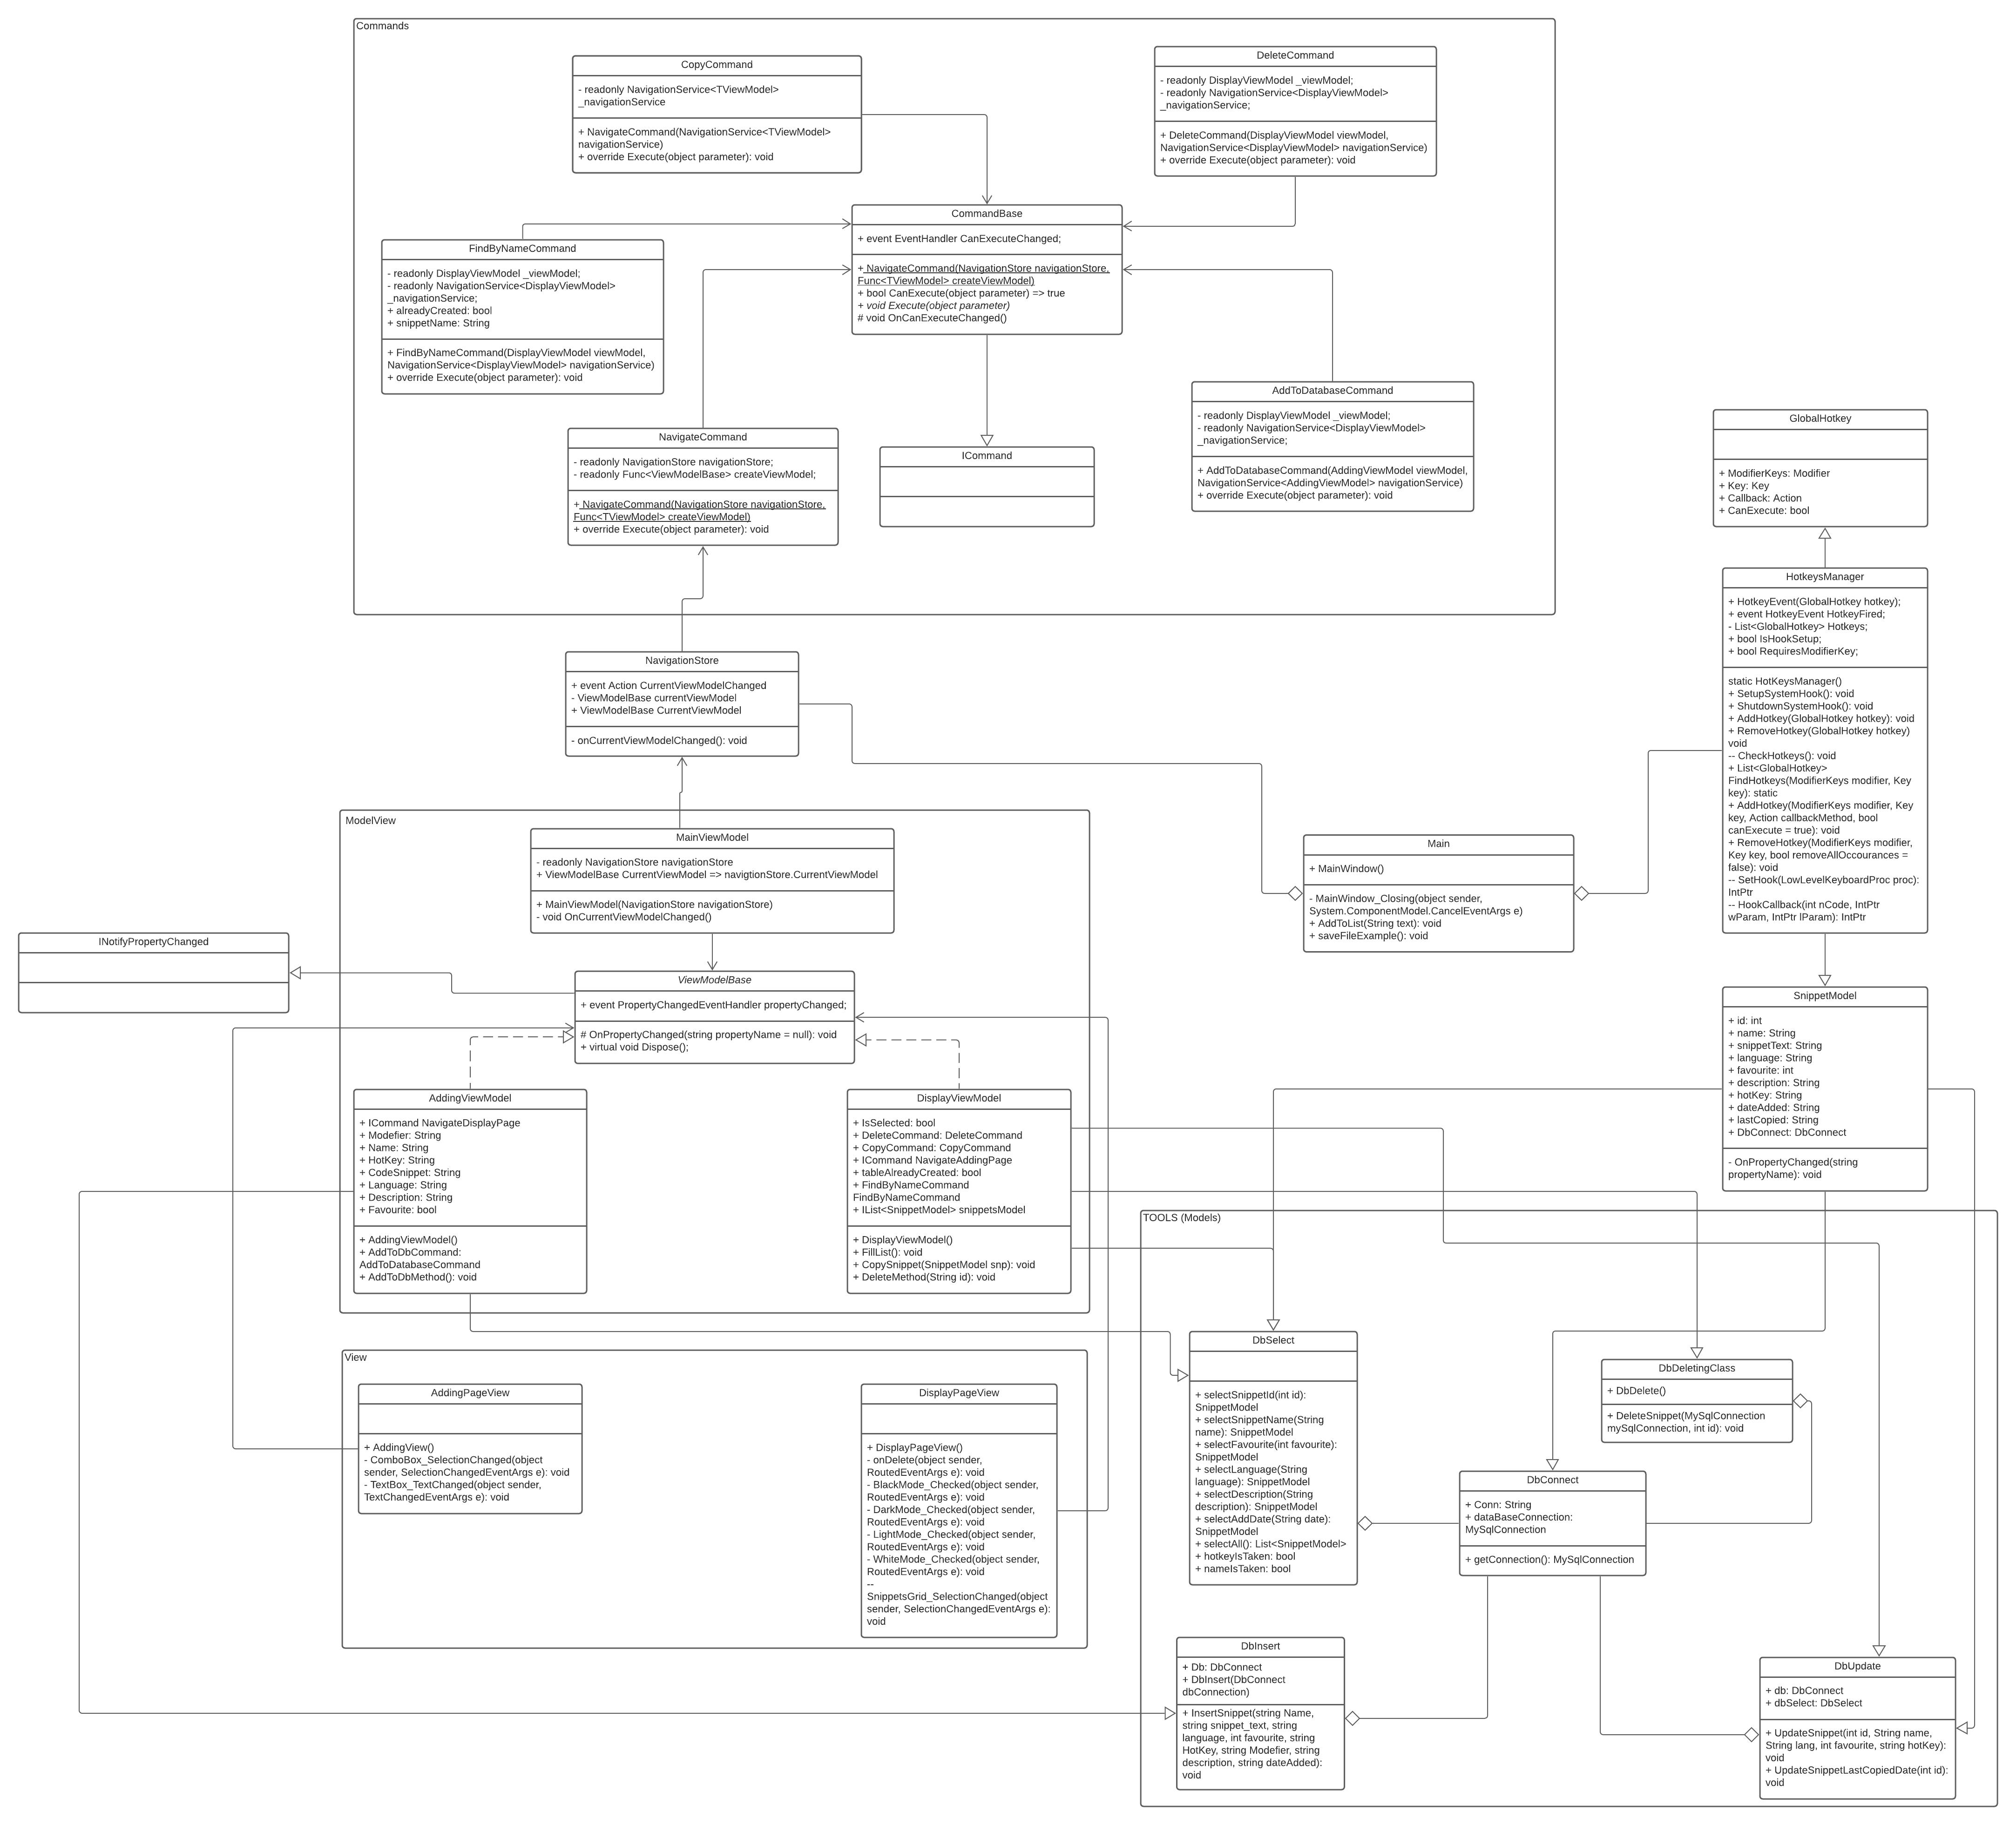 Commands
CopyCommand
- readonly NavigationService<TViewModel>
_navigationService
+ NavigateCommand(NavigationService<TViewModel>
navigationService)
+ override Execute(object parameter): void
DeleteCommand
- readonly DisplayViewModel _viewModel;
- readonly NavigationService<DisplayViewModel>
_navigationService;
+ DeleteCommand(DisplayViewModel viewModel,
NavigationService<DisplayViewModel> navigationService)
+ override Execute(object parameter): void
CommandBase
+ event EventHandler CanExecuteChanged;
+ NavigateCommand(NavigationStore navigationStore,
Func<TViewModel> createViewModel)
+ bool CanExecute(object parameter) => true
+ void Execute(object parameter)
# void OnCanExecuteChanged()
FindByNameCommand
- readonly DisplayViewModel _viewModel;
- readonly NavigationService<DisplayViewModel>
_navigationService;
+ alreadyCreated: bool
+ snippetName: String
+ FindByNameCommand(DisplayViewModel viewModel,
NavigationService<DisplayViewModel> navigationService)
+ override Execute(object parameter): void
NavigateCommand
- readonly NavigationStore navigationStore;
- readonly Func<ViewModelBase> createViewModel;
+ NavigateCommand(NavigationStore navigationStore,
Func<TViewModel> createViewModel)
+ override Execute(object parameter): void
ICommand
AddToDatabaseCommand
- readonly DisplayViewModel _viewModel;
- readonly NavigationService<DisplayViewModel>
_navigationService;
+ AddToDatabaseCommand(AddingViewModel viewModel,
NavigationService<AddingViewModel> navigationService)
+ override Execute(object parameter): void
GlobalHotkey
+ ModifierKeys: Modifier
+ Key: Key
+ Callback: Action
+ CanExecute: bool
HotkeysManager
+ HotkeyEvent(GlobalHotkey hotkey);
+ event HotkeyEvent HotkeyFired;
- List<GlobalHotkey> Hotkeys;
+ bool IsHookSetup;
+ bool RequiresModifierKey;
static HotKeysManager()
+ SetupSystemHook(): void
+ ShutdownSystemHook(): void
+ AddHotkey(GlobalHotkey hotkey): void
+ RemoveHotkey(GlobalHotkey hotkey)
void
-- CheckHotkeys(): void
+ List<GlobalHotkey>
FindHotkeys(ModifierKeys modifier, Key
key): static
+ AddHotkey(ModifierKeys modifier, Key
key, Action callbackMethod, bool
canExecute = true): void
+ RemoveHotkey(ModifierKeys modifier,
Key key, bool removeAllOccourances =
false): void
-- SetHook(LowLevelKeyboardProc proc):
IntPtr
-- HookCallback(int nCode, IntPtr
wParam, IntPtr lParam): IntPtr
NavigationStore
+ event Action CurrentViewModelChanged
- ViewModelBase currentViewModel
+ ViewModelBase CurrentViewModel
- onCurrentViewModelChanged(): void
ModelView
MainViewModel
- readonly NavigationStore navigationStore
+ ViewModelBase CurrentViewModel => navigtionStore.CurrentViewModel
+ MainViewModel(NavigationStore navigationStore)
- void OnCurrentViewModelChanged()
Main
+ MainWindow()
- MainWindow_Closing(object sender,
System.ComponentModel.CancelEventArgs e)
+ AddToList(String text): void
+ saveFileExample(): void
INotifyPropertyChanged
ViewModelBase
+ event PropertyChangedEventHandler propertyChanged;
# OnPropertyChanged(string propertyName = null): void
+ virtual void Dispose();
SnippetModel
+ id: int
+ name: String
+ snippetText: String
+ language: String
+ favourite: int
+ description: String
+ hotKey: String
+ dateAdded: String
+ lastCopied: String
+ DbConnect: DbConnect
- OnPropertyChanged(string
propertyName): void
AddingViewModel
+ ICommand NavigateDisplayPage
+ Modefier: String
+ Name: String
+ HotKey: String
+ CodeSnippet: String
+ Language: String
+ Description: String
+ Favourite: bool
+ AddingViewModel()
+ AddToDbCommand:
AddToDatabaseCommand
+ AddToDbMethod(): void
DisplayViewModel
+ IsSelected: bool
+ DeleteCommand: DeleteCommand
+ CopyCommand: CopyCommand
+ ICommand NavigateAddingPage
+ tableAlreadyCreated: bool
+ FindByNameCommand
FindByNameCommand
+ IList<SnippetModel> snippetsModel
+ DisplayViewModel()
+ FillList(): void
+ CopySnippet(SnippetModel snp): void
+ DeleteMethod(String id): void
TOOLS (Models)
View
AddingPageView
+ AddingView()
- ComboBox_SelectionChanged(object
sender, SelectionChangedEventArgs e): void
- TextBox_TextChanged(object sender,
TextChangedEventArgs e): void
DisplayPageView
+ DisplayPageView()
- onDelete(object sender,
RoutedEventArgs e): void
- BlackMode_Checked(object sender,
RoutedEventArgs e): void
- DarkMode_Checked(object sender,
RoutedEventArgs e): void
- LightMode_Checked(object sender,
RoutedEventArgs e): void
- WhiteMode_Checked(object sender,
RoutedEventArgs e): void
--
SnippetsGrid_SelectionChanged(object
sender, SelectionChangedEventArgs e):
void
DbSelect
+ selectSnippetId(int id):
SnippetModel
+ selectSnippetName(String
name): SnippetModel
+ selectFavourite(int favourite):
SnippetModel
+ selectLanguage(String
language): SnippetModel
+ selectDescription(String
description): SnippetModel
+ selectAddDate(String date):
SnippetModel
+ selectAll(): List<SnippetModel>
+ hotkeyIsTaken: bool
+ nameIsTaken: bool
DbDeletingClass
+ DbDelete()
+ DeleteSnippet(MySqlConnection
mySqlConnection, int id): void
DbConnect
+ Conn: String
+ dataBaseConnection:
MySqlConnection
+ getConnection(): MySqlConnection
DbInsert
+ Db: DbConnect
+ DbInsert(DbConnect
dbConnection)
+ InsertSnippet(string Name,
string snippet_text, string
language, int favourite, string
HotKey, string Modefier, string
description, string dateAdded):
void
DbUpdate
+ db: DbConnect
+ dbSelect: DbSelect
+ UpdateSnippet(int id, String name,
String lang, int favourite, string hotKey):
void
+ UpdateSnippetLastCopiedDate(int id):
void